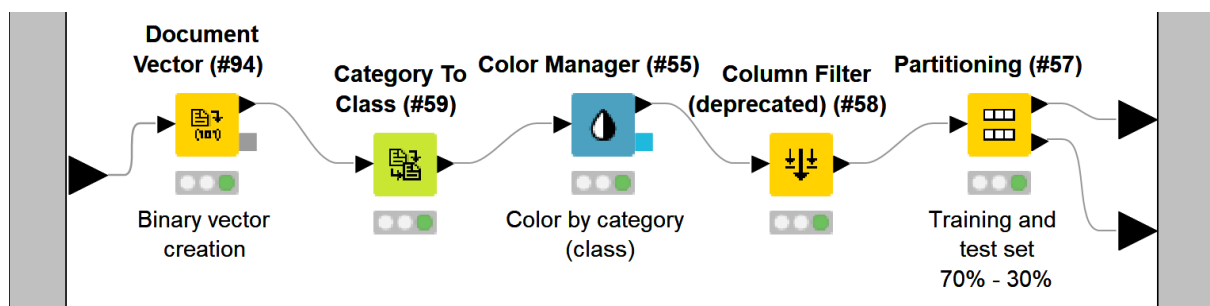 Document
Vector (#94)
(101)
Binary vector
creation
Category To
Class (#59)
Color Manager (#55)
Color by category
(class)
Column Filter
(deprecated) (#58)
Partitioning (#57)
Training and
test set
70% - 30%